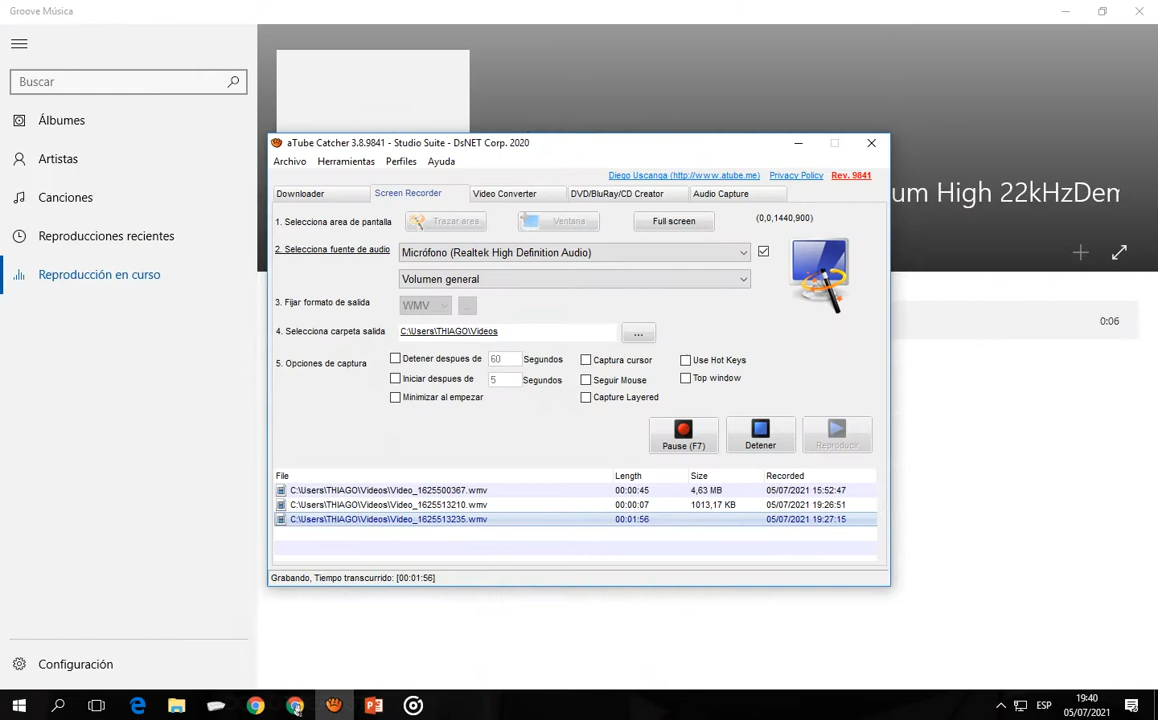 Groove Música
Buscar
Álbumes
Artistas
Canciones
Reproducciones recientes
Reproducción en curso
Configuración
um High 22kHzDem
0:06
aTube Catcher 3.8.9841 - Studio Suite - DsNET Corp. 2020
Archivo Herramientas Perfiles Ayuda
Diego Uscanga (http://www.atube.me) Privacy Policy Rev. 9841
Downloader Screen Recorder Video Converter DVD/BluRay/CD Creator Audio Capture
1. Selecciona area de pantalla Trazar area Ventana Full screen (0,0,1440,900)
2. Selecciona fuente de audio Micrófono (Realtek High Definition Audio)
Volumen general
3. Fijar formato de salida WMV ...
4. Selecciona carpeta salida C:\Users\THIAGO\Videos ...
5. Opciones de captura Detener despues de 60 Segundos Captura cursor Use Hot Keys
Iniciar despues de 5 Segundos Seguir Mouse Top window
Minimizar al empezar Capture Layered
Pause (F7) Detener Reproducir
File Length Size Recorded
C:\Users\THIAGO\Videos\Video_1625500367.wmv 00:00:45 4,63 MB 05/07/2021 15:52:47
C:\Users\THIAGO\Videos\Video_1625513210.wmv 00:00:07 1013,17 KB 05/07/2021 19:26:51
C:\Users\THIAGO\Videos\Video_1625513235.wmv 00:01:56 05/07/2021 19:27:15
Grabando, Tiempo transcurrido: [00:01:56]
ESP
19:40
05/07/2021